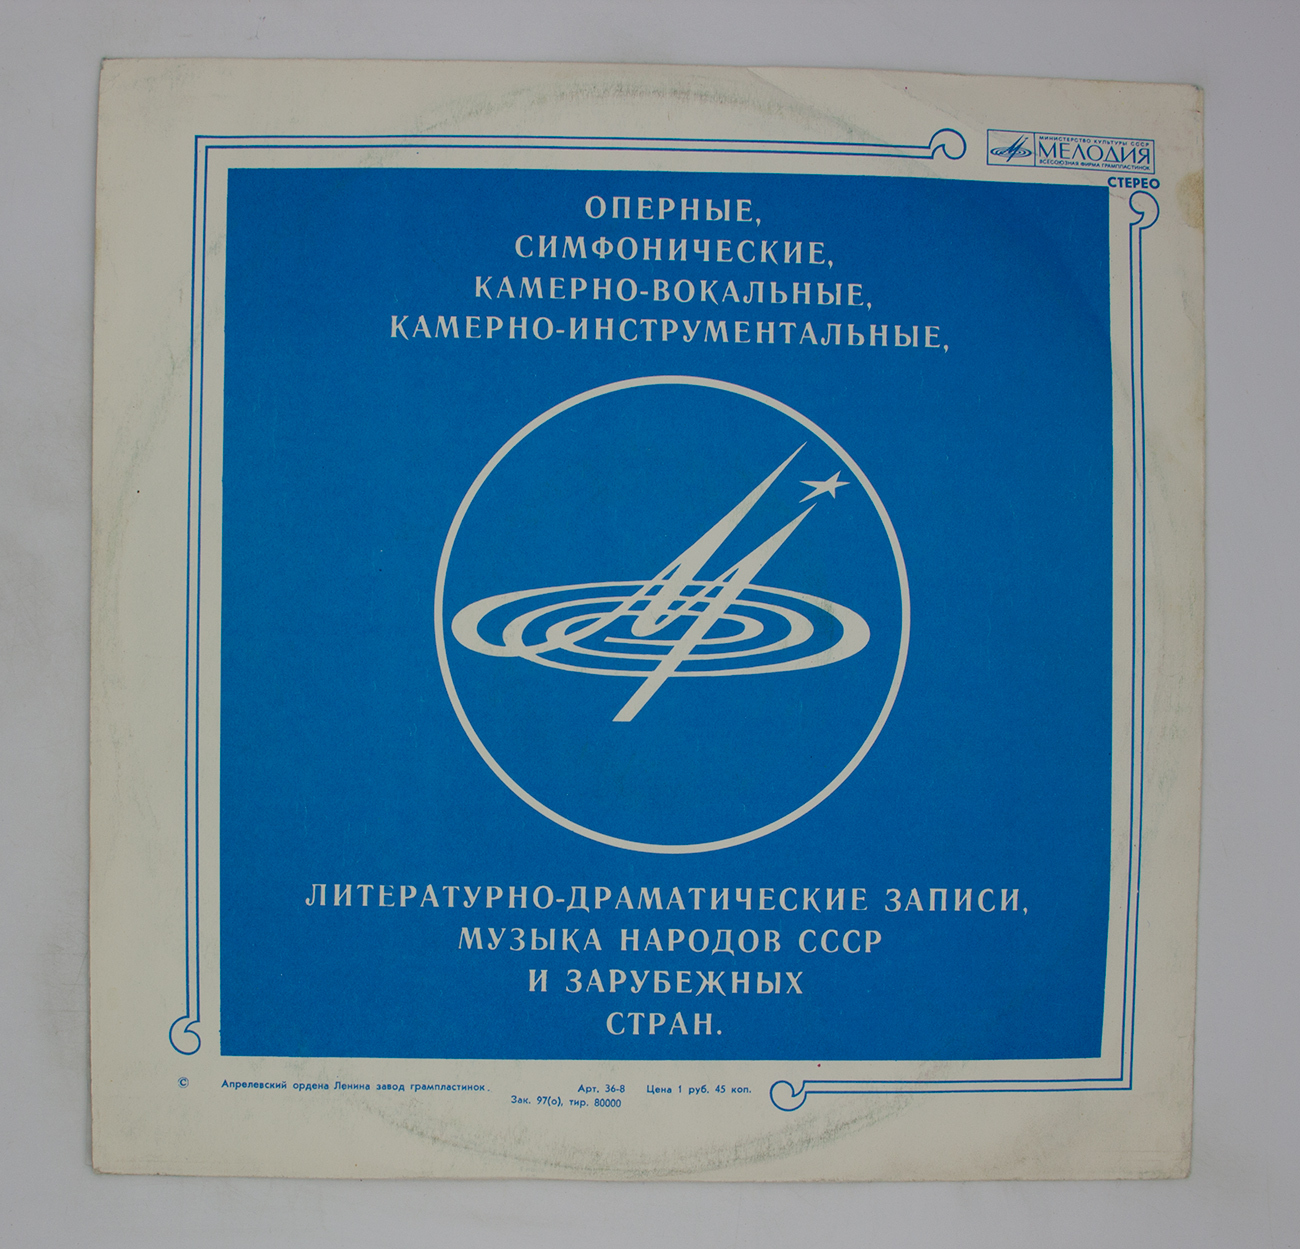 МИНИСТЕРСТВО КУЛЬТУРЫ СССР
МЕЛОДИЯ
ВСЕСОЮЗНАЯ ФИРМА ГРАМПЛАСТИНОК
СТЕРЕО
ОПЕРНЫЕ,
СИМФОНИЧЕСКИЕ,
КАМЕРНО-ВОКАЛЬНЫЕ,
КАМЕРНО-ИНСТРУМЕНТАЛЬНЫЕ,
ЛИТЕРАТУРНО-ДРАМАТИЧЕСКИЕ ЗАПИСИ,
МУЗЫКА НАРОДОВ СССР
И ЗАРУБЕЖНЫХ
СТРАН.
© Апрелевский ордена Ленина завод грампластинок. Арт. 36-8 Цена 1 руб. 45 коп.
Зак. 97(о), тир. 80000